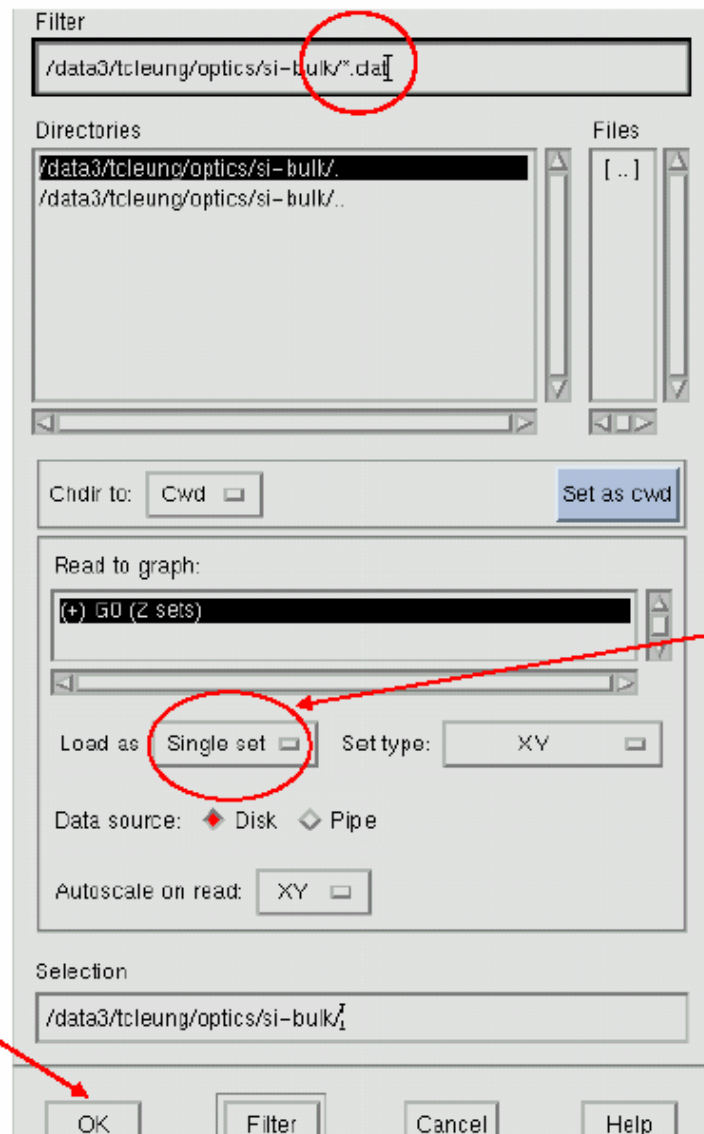 Filter
/data3/tcleung/optics/si-bulk/*.dat
Directories
Files
/data3/tcleung/optics/si-bulk/.
[ .. ]
/data3/tcleung/optics/si-bulk/..
Chdir to:
Cwd
Set as cwd
Read to graph:
(+) G0 (2 sets)
Load as
Single set
Set type:
XY
Data source:
Disk
Pipe
Autoscale on read:
XY
Selection
/data3/tcleung/optics/si-bulk/
OK
Filter
Cancel
Help